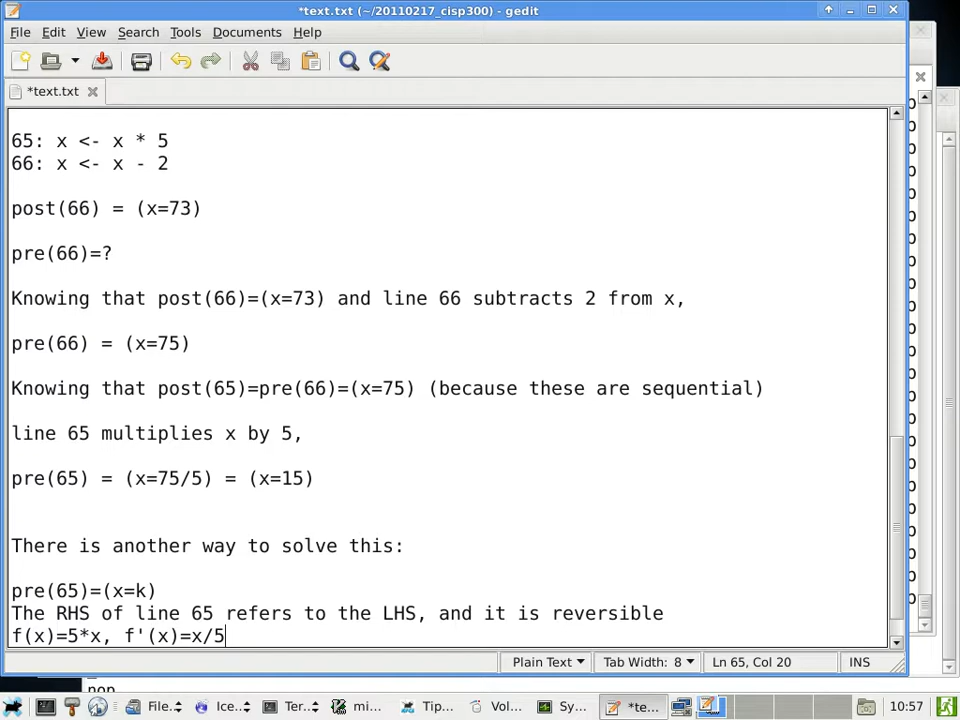 *text.txt (~/20110217_cisp300) - gedit
File Edit View Search Tools Documents Help
*text.txt
65: x <- x * 5
66: x <- x - 2
post(66) = (x=73)
pre(66)=?
Knowing that post(66)=(x=73) and line 66 subtracts 2 from x,
pre(66) = (x=75)
Knowing that post(65)=pre(66)=(x=75) (because these are sequential)
line 65 multiplies x by 5,
pre(65) = (x=75/5) = (x=15)
There is another way to solve this:
pre(65)=(x=k)
The RHS of line 65 refers to the LHS, and it is reversible
f(x)=5*x, f'(x)=x/5
Plain Text Tab Width: 8 Ln 65, Col 20 INS
File. Ice.. Ter.. mi... Tip... Vol... Sy... *te... 10:57